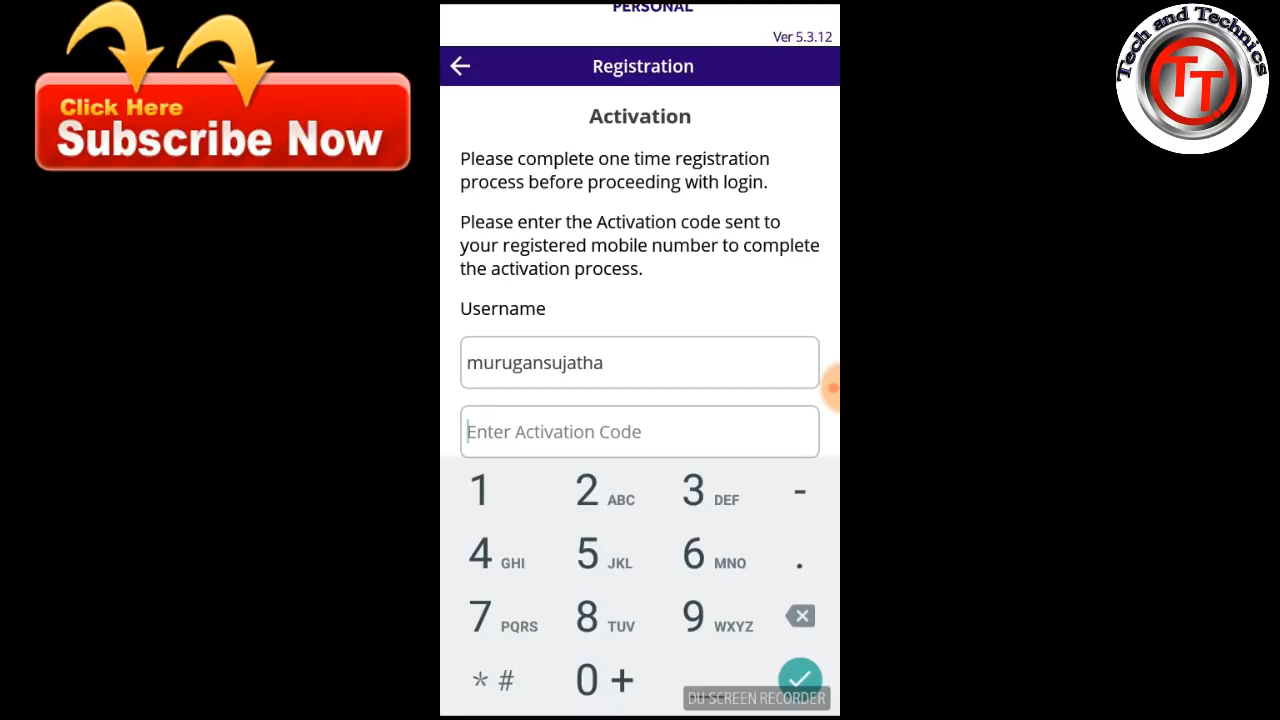 PERSONAL
Ver 5.3.12
Click Here
Subscribe Now
Tech and Technics
TT
Registration
Activation
Please complete one time registration
process before proceeding with login.
Please enter the Activation code sent to
your registered mobile number to complete
the activation process.
Username
murugansujatha
Enter Activation Code
1 2 ABC 3 DEF -
4 GHI 5 JKL 6 MNO .
7 PQRS 8 TUV 9 WXYZ
* # 0 +
DU SCREEN RECORDER